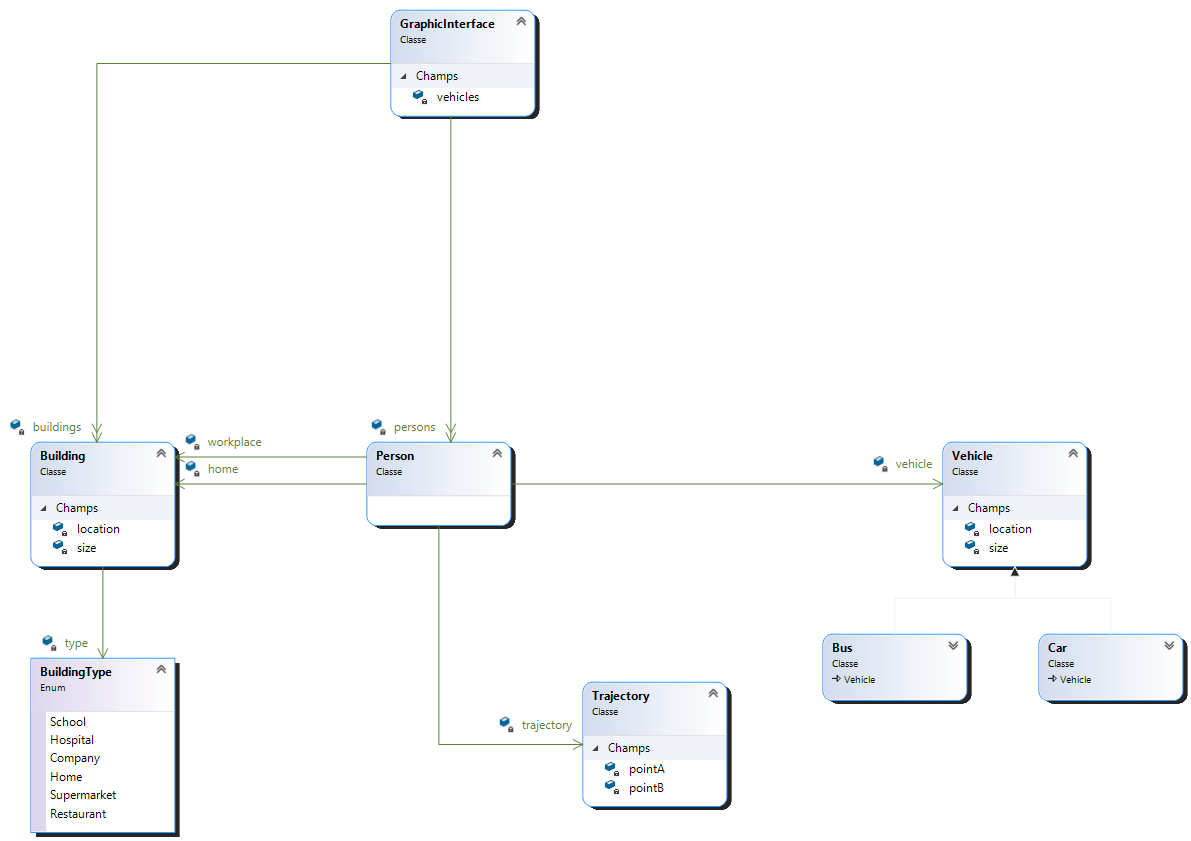 GraphicInterface
Classe
Champs
vehicles
buildings
persons
workplace
home
vehicle
Building
Classe
Champs
location
size
Person
Classe
Vehicle
Classe
Champs
location
size
type
BuildingType
Enum
School
Hospital
Company
Home
Supermarket
Restaurant
trajectory
Trajectory
Classe
Champs
pointA
pointB
Bus
Classe
Vehicle
Car
Classe
Vehicle